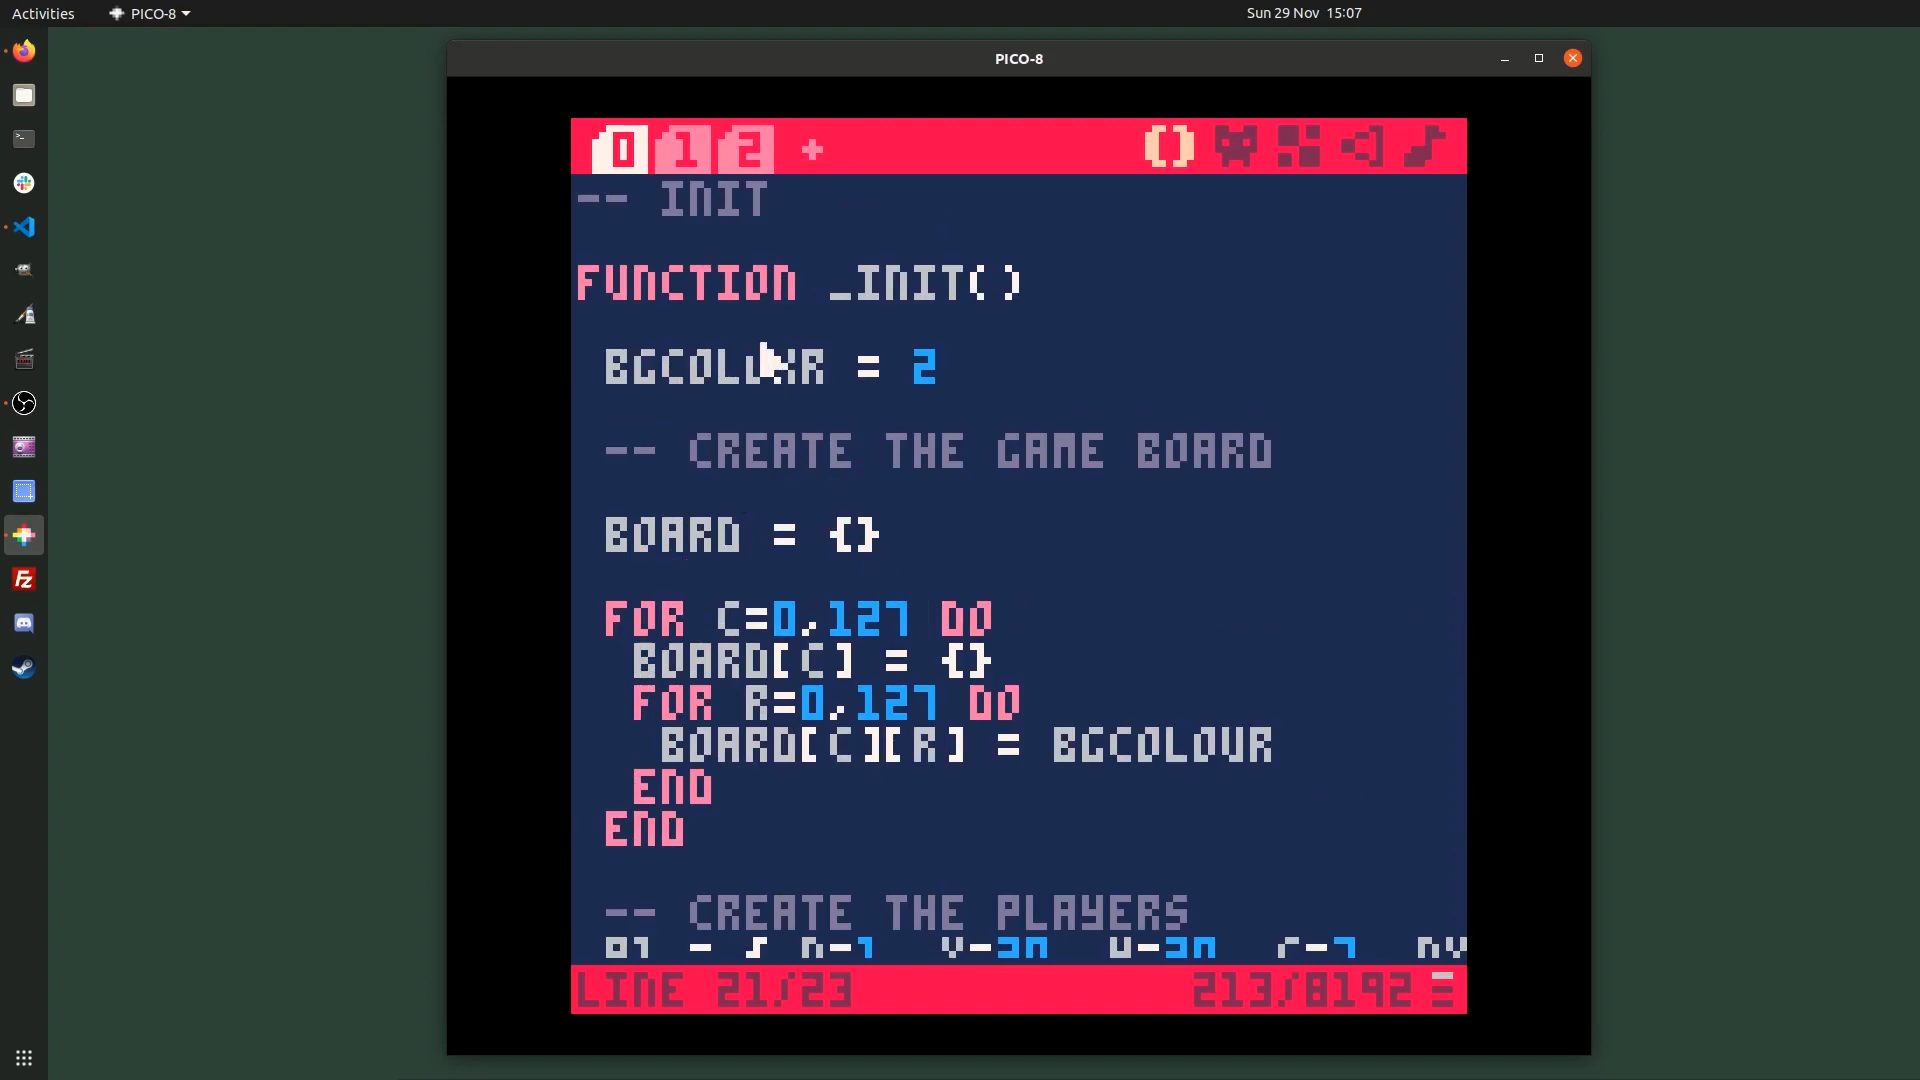 Activities PICO-8 Sun 29 Nov 15:07
PICO-8
0 1 2 +
-- INIT
FUNCTION _INIT()
BGCOLOUR = 2
-- CREATE THE GAME BOARD
BOARD = {}
FOR C=0,127 DO
BOARD[C] = {}
FOR R=0,127 DO
BOARD[C][R] = BGCOLOUR
END
END
-- CREATE THE PLAYERS
LINE 21/23 213/8192
Fz